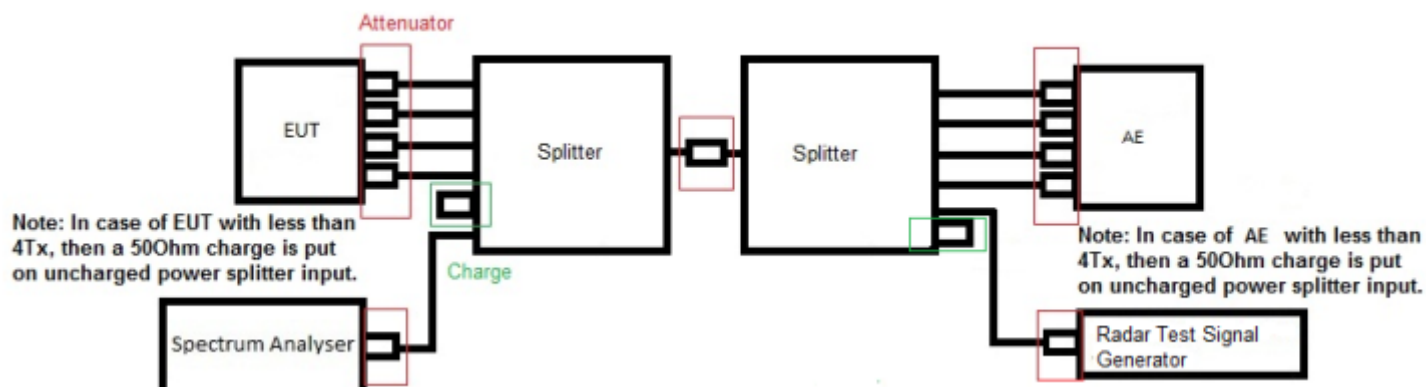 Attenuator
EUT
Splitter
Splitter
AE
Note: In case of EUT with less than
4Tx, then a 50Ohm charge is put
on uncharged power splitter input.
Charge
Note: In case of AE with less than
4Tx, then a 50Ohm charge is put
on uncharged power splitter input.
Spectrum Analyser
Radar Test Signal
Generator